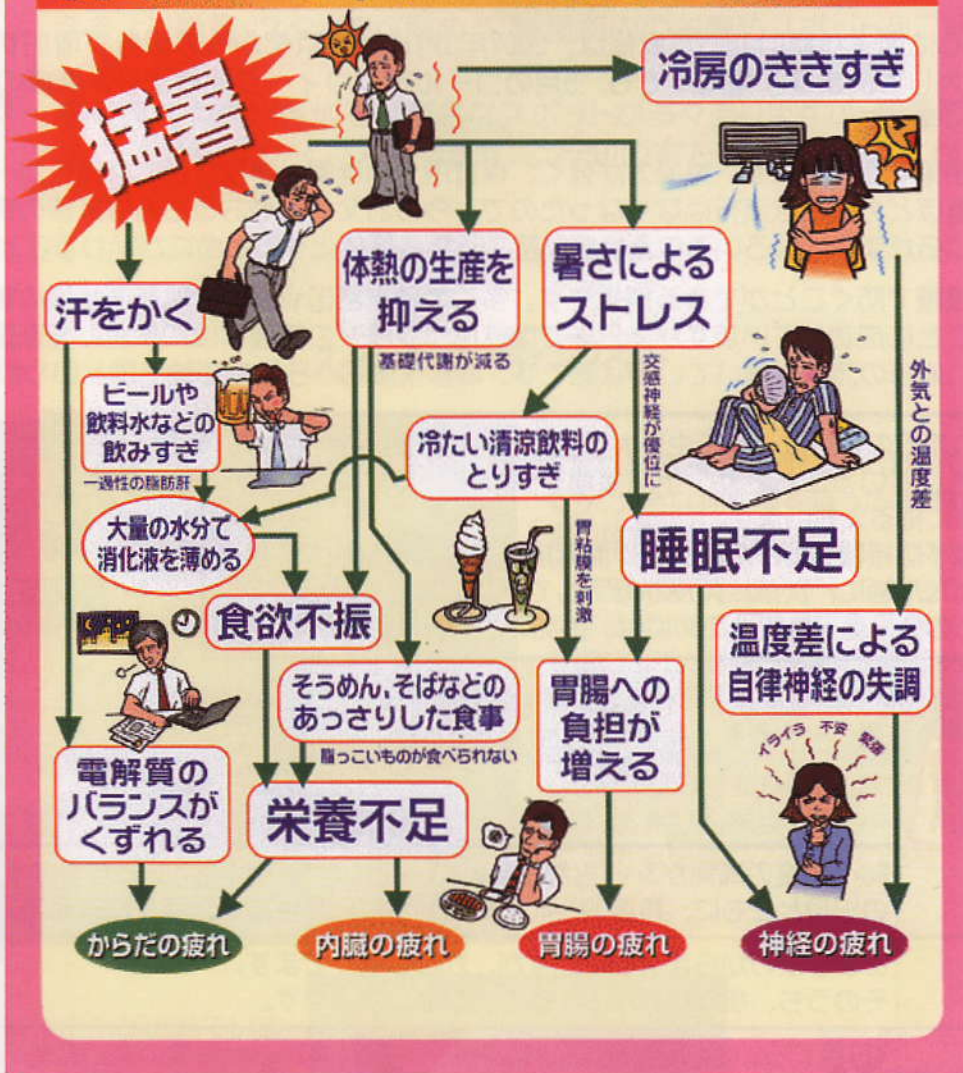 猛暑
冷房のききすぎ
汗をかく
体熱の生産を
抑える
基礎代謝が減る
暑さによる
ストレス
交感神経が優位に
外気との温度差
ビールや
飲料水などの
飲みすぎ
一過性の脂肪肝
冷たい清涼飲料の
とりすぎ
大量の水分で
消化液を薄める
胃粘膜を刺激
睡眠不足
食欲不振
そうめん、そばなどの
あっさりした食事
脂っこいものが食べられない
胃腸への
負担が
増える
温度差による
自律神経の失調
イライラ 不安 緊張
電解質の
バランスが
くずれる
栄養不足
からだの疲れ
内臓の疲れ
胃腸の疲れ
神経の疲れ